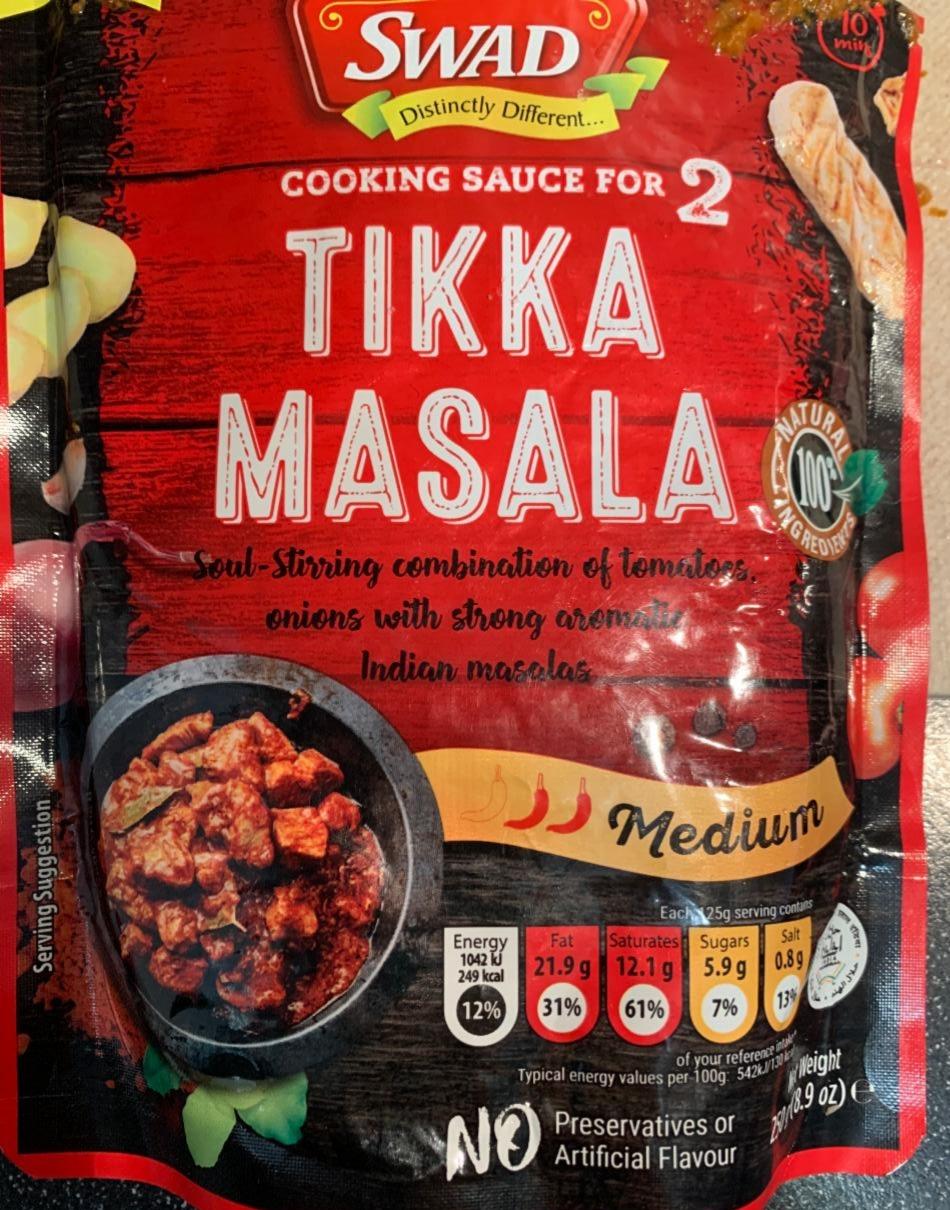 SWAD
Distinctly Different...
10
min
COOKING SAUCE FOR 2
TIKKA
MASALA
NATURAL
100%
INGREDIENTS
Soul-Stirring combination of tomatoes,
onions with strong aromatic
Indian masalas
Medium
Serving Suggestion
Each 125g serving contains
Energy
1042 kJ
249 kcal
12%
Fat
21.9 g
31%
Saturates
12.1 g
61%
Sugars
5.9 g
7%
Salt
0.8 g
13%
of your reference intake
Typical energy values per 100g: 542kJ/130
Weight
(8.9 oz) e
NO
Preservatives or
Artificial Flavour